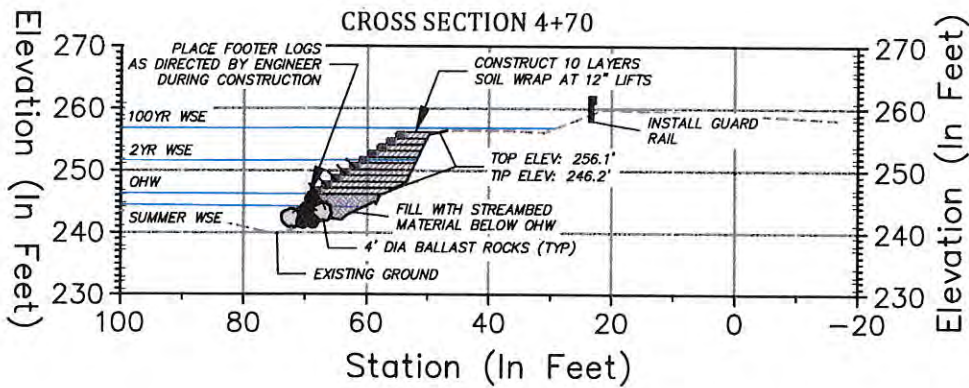 CROSS SECTION 4+70
Elevation (In Feet)
270
260
250
240
230
PLACE FOOTER LOGS
AS DIRECTED BY ENGINEER
DURING CONSTRUCTION
CONSTRUCT 10 LAYERS
SOIL WRAP AT 12" LIFTS
100YR WSE
2YR WSE
OHW
SUMMER WSE
INSTALL GUARD
RAIL
TOP ELEV: 256.1'
TIP ELEV: 246.2'
FILL WITH STREAMBED
MATERIAL BELOW OHW
4' DIA BALLAST ROCKS (TYP)
EXISTING GROUND
270
260
250
240
230
Elevation (In Feet)
100 80 60 40 20 0 -20
Station (In Feet)